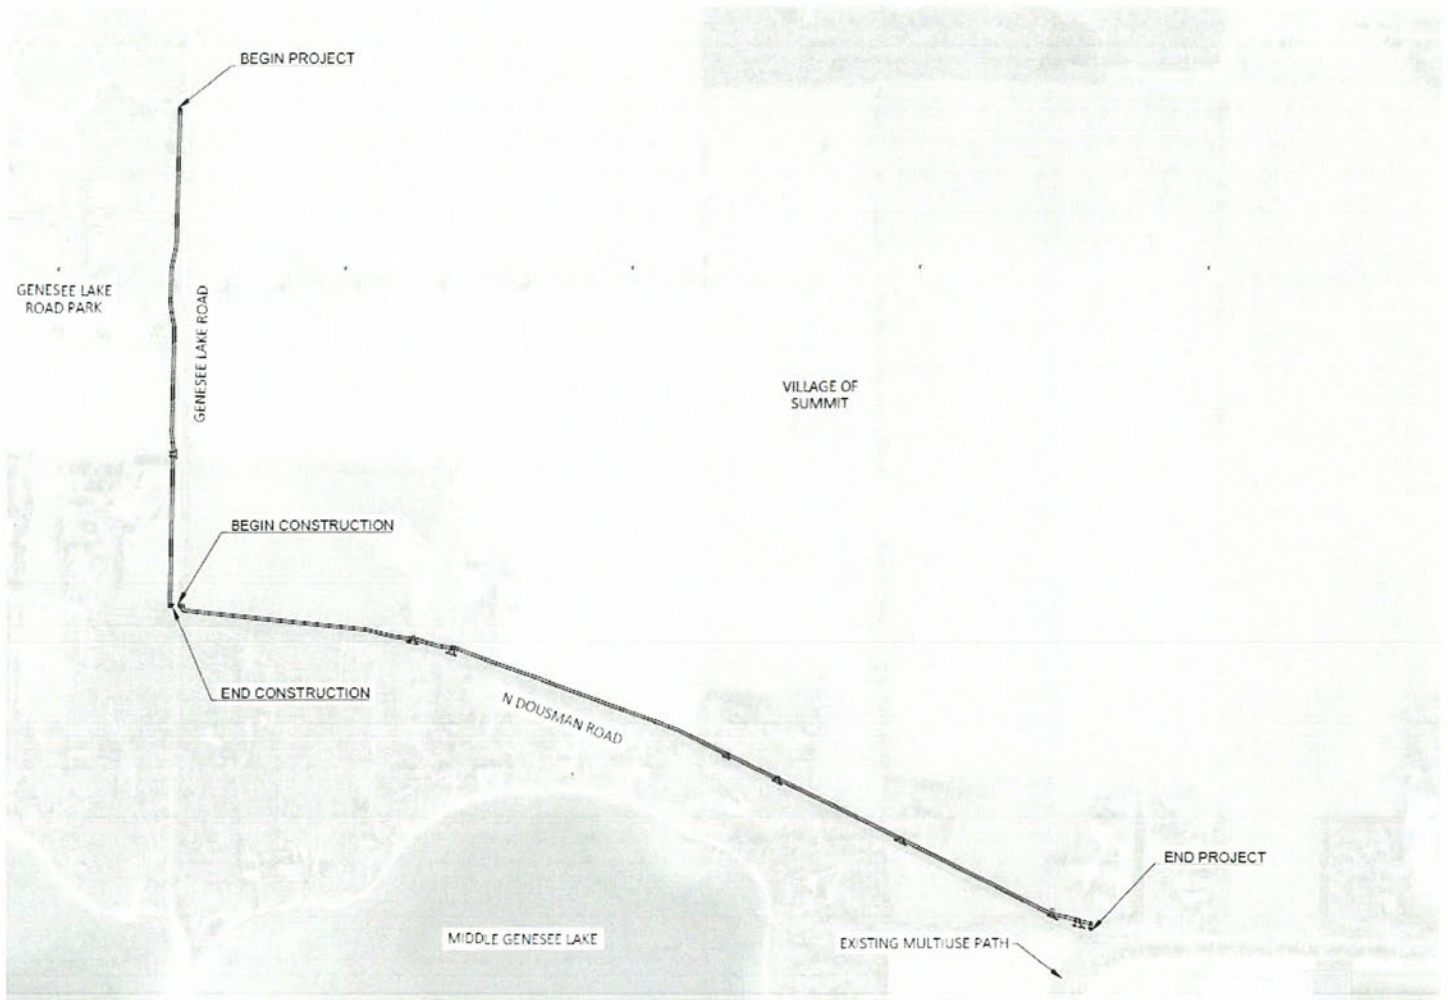 BEGIN PROJECT
GENESEE LAKE
ROAD PARK
GENESEE LAKE ROAD
VILLAGE OF
SUMMIT
BEGIN CONSTRUCTION
END CONSTRUCTION
N DOUSMAN ROAD
END PROJECT
MIDDLE GENESEE LAKE
EXISTING MULTIUSE PATH